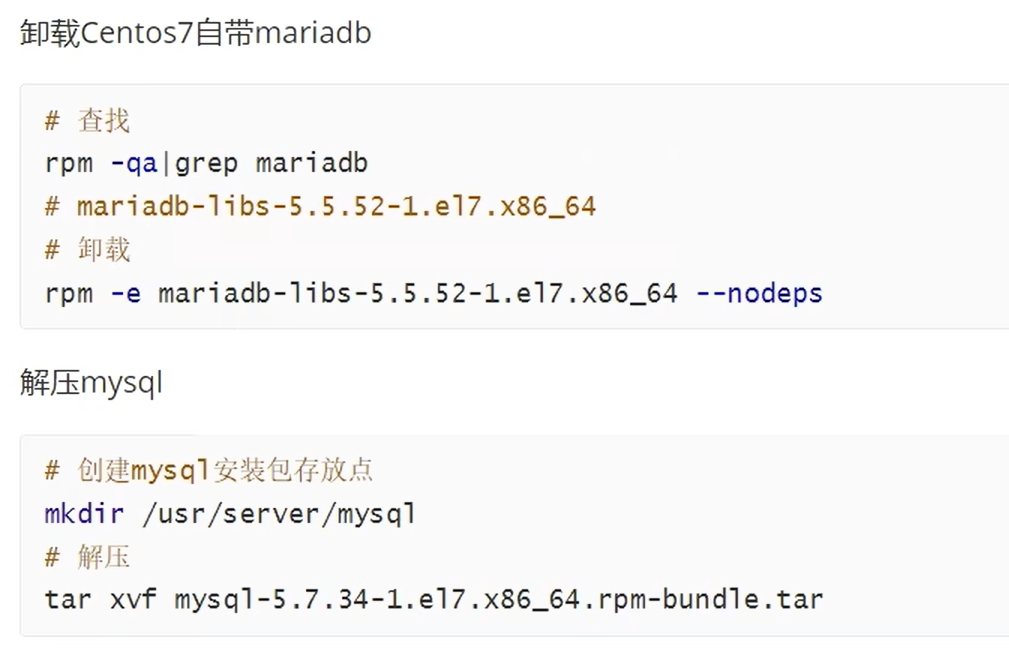 卸载Centos7自带mariadb
# 查找
rpm -qa|grep mariadb
# mariadb-libs-5.5.52-1.el7.x86_64
# 卸载
rpm -e mariadb-libs-5.5.52-1.el7.x86_64 --nodeps
解压mysql
# 创建mysql安装包存放点
mkdir /usr/server/mysql
# 解压
tar xvf mysql-5.7.34-1.el7.x86_64.rpm-bundle.tar